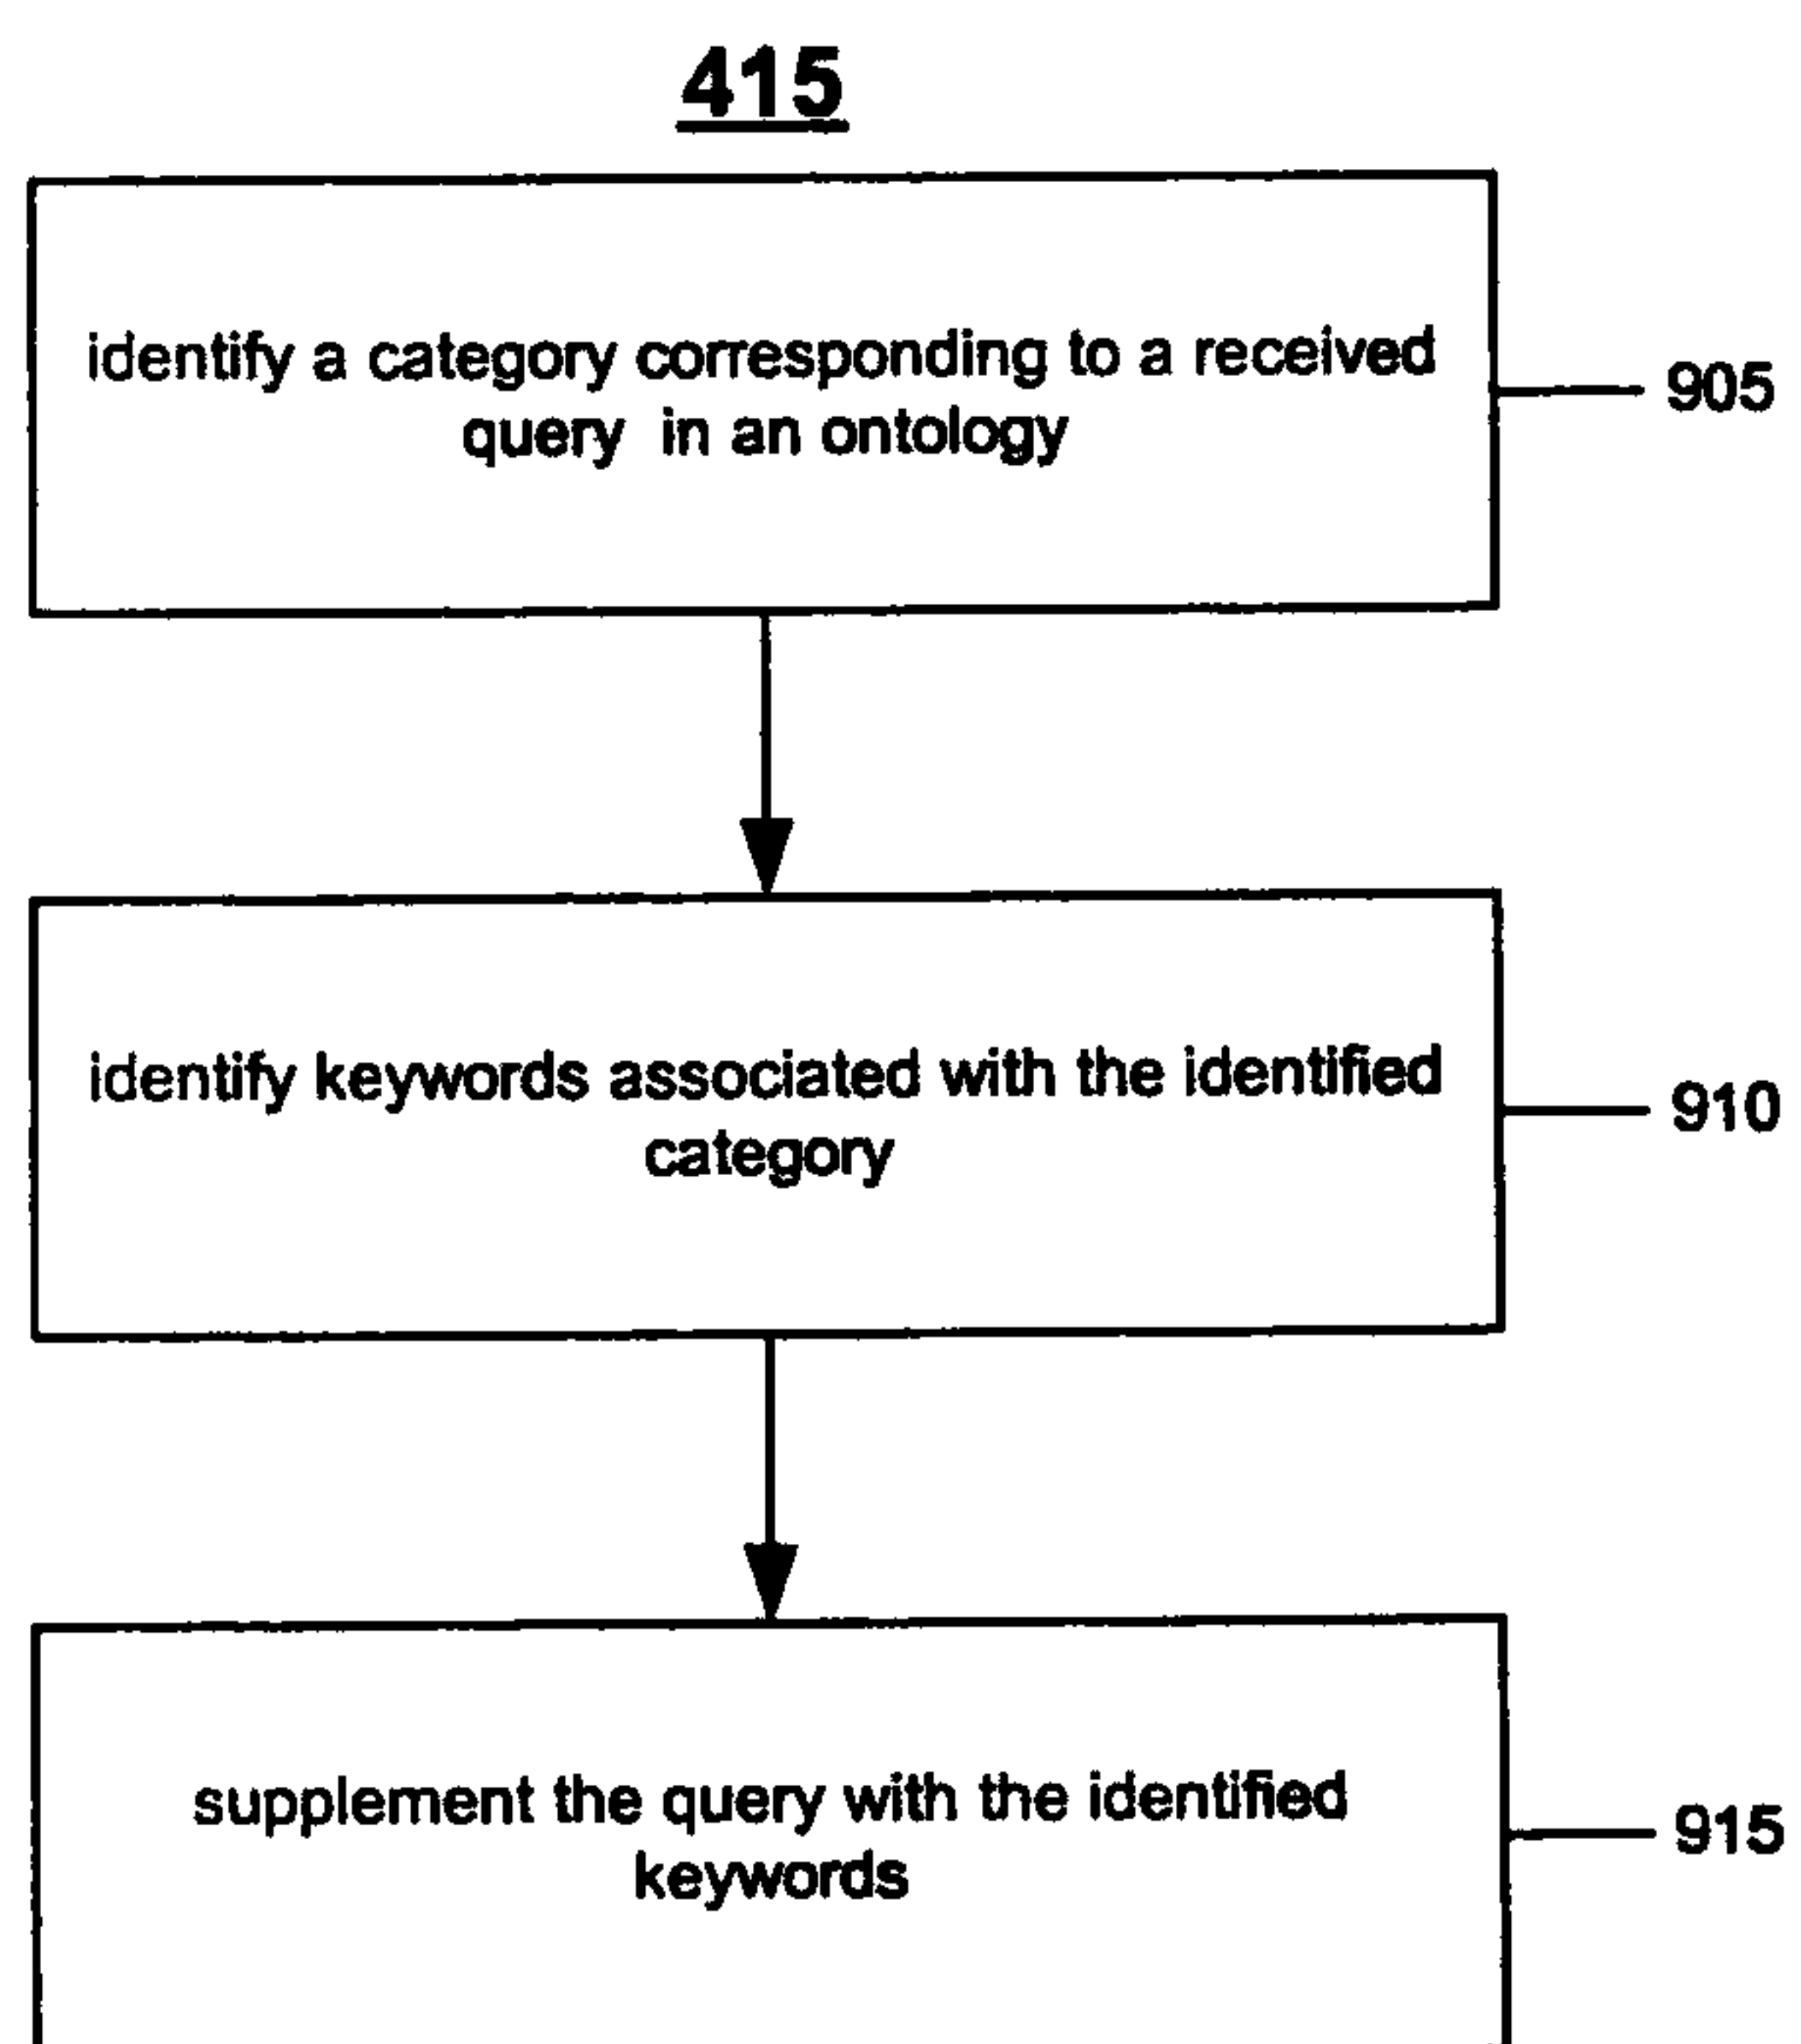 415
identify a category corresponding to a received
query in an ontology
905
identify keywords associated with the identified
category
910
supplement the query with the identified
keywords
915